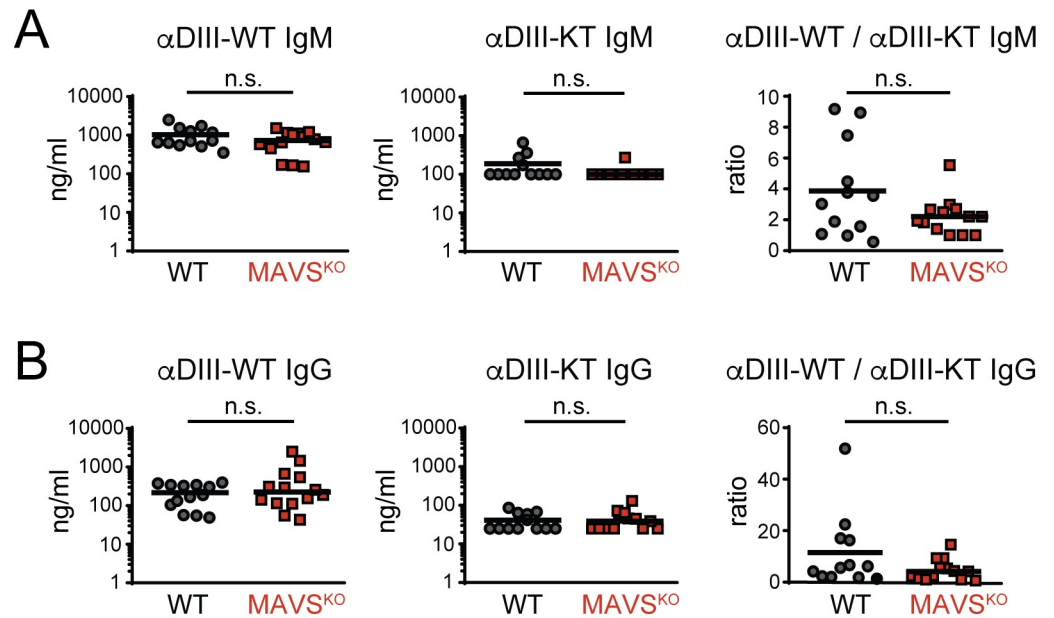 A
αDIII-WT IgM
αDIII-KT IgM
αDIII-WT / αDIII-KT IgM
n.s.
n.s.
n.s.
ng/ml
10000
1000
100
10
1
WT
MAVSᴷᴼ
ng/ml
10000
1000
100
10
1
WT
MAVSᴷᴼ
ratio
10
8
6
4
2
0
WT
MAVSᴷᴼ
B
αDIII-WT IgG
αDIII-KT IgG
αDIII-WT / αDIII-KT IgG
n.s.
n.s.
n.s.
ng/ml
10000
1000
100
10
1
WT
MAVSᴷᴼ
ng/ml
10000
1000
100
10
1
WT
MAVSᴷᴼ
ratio
60
40
20
0
WT
MAVSᴷᴼ